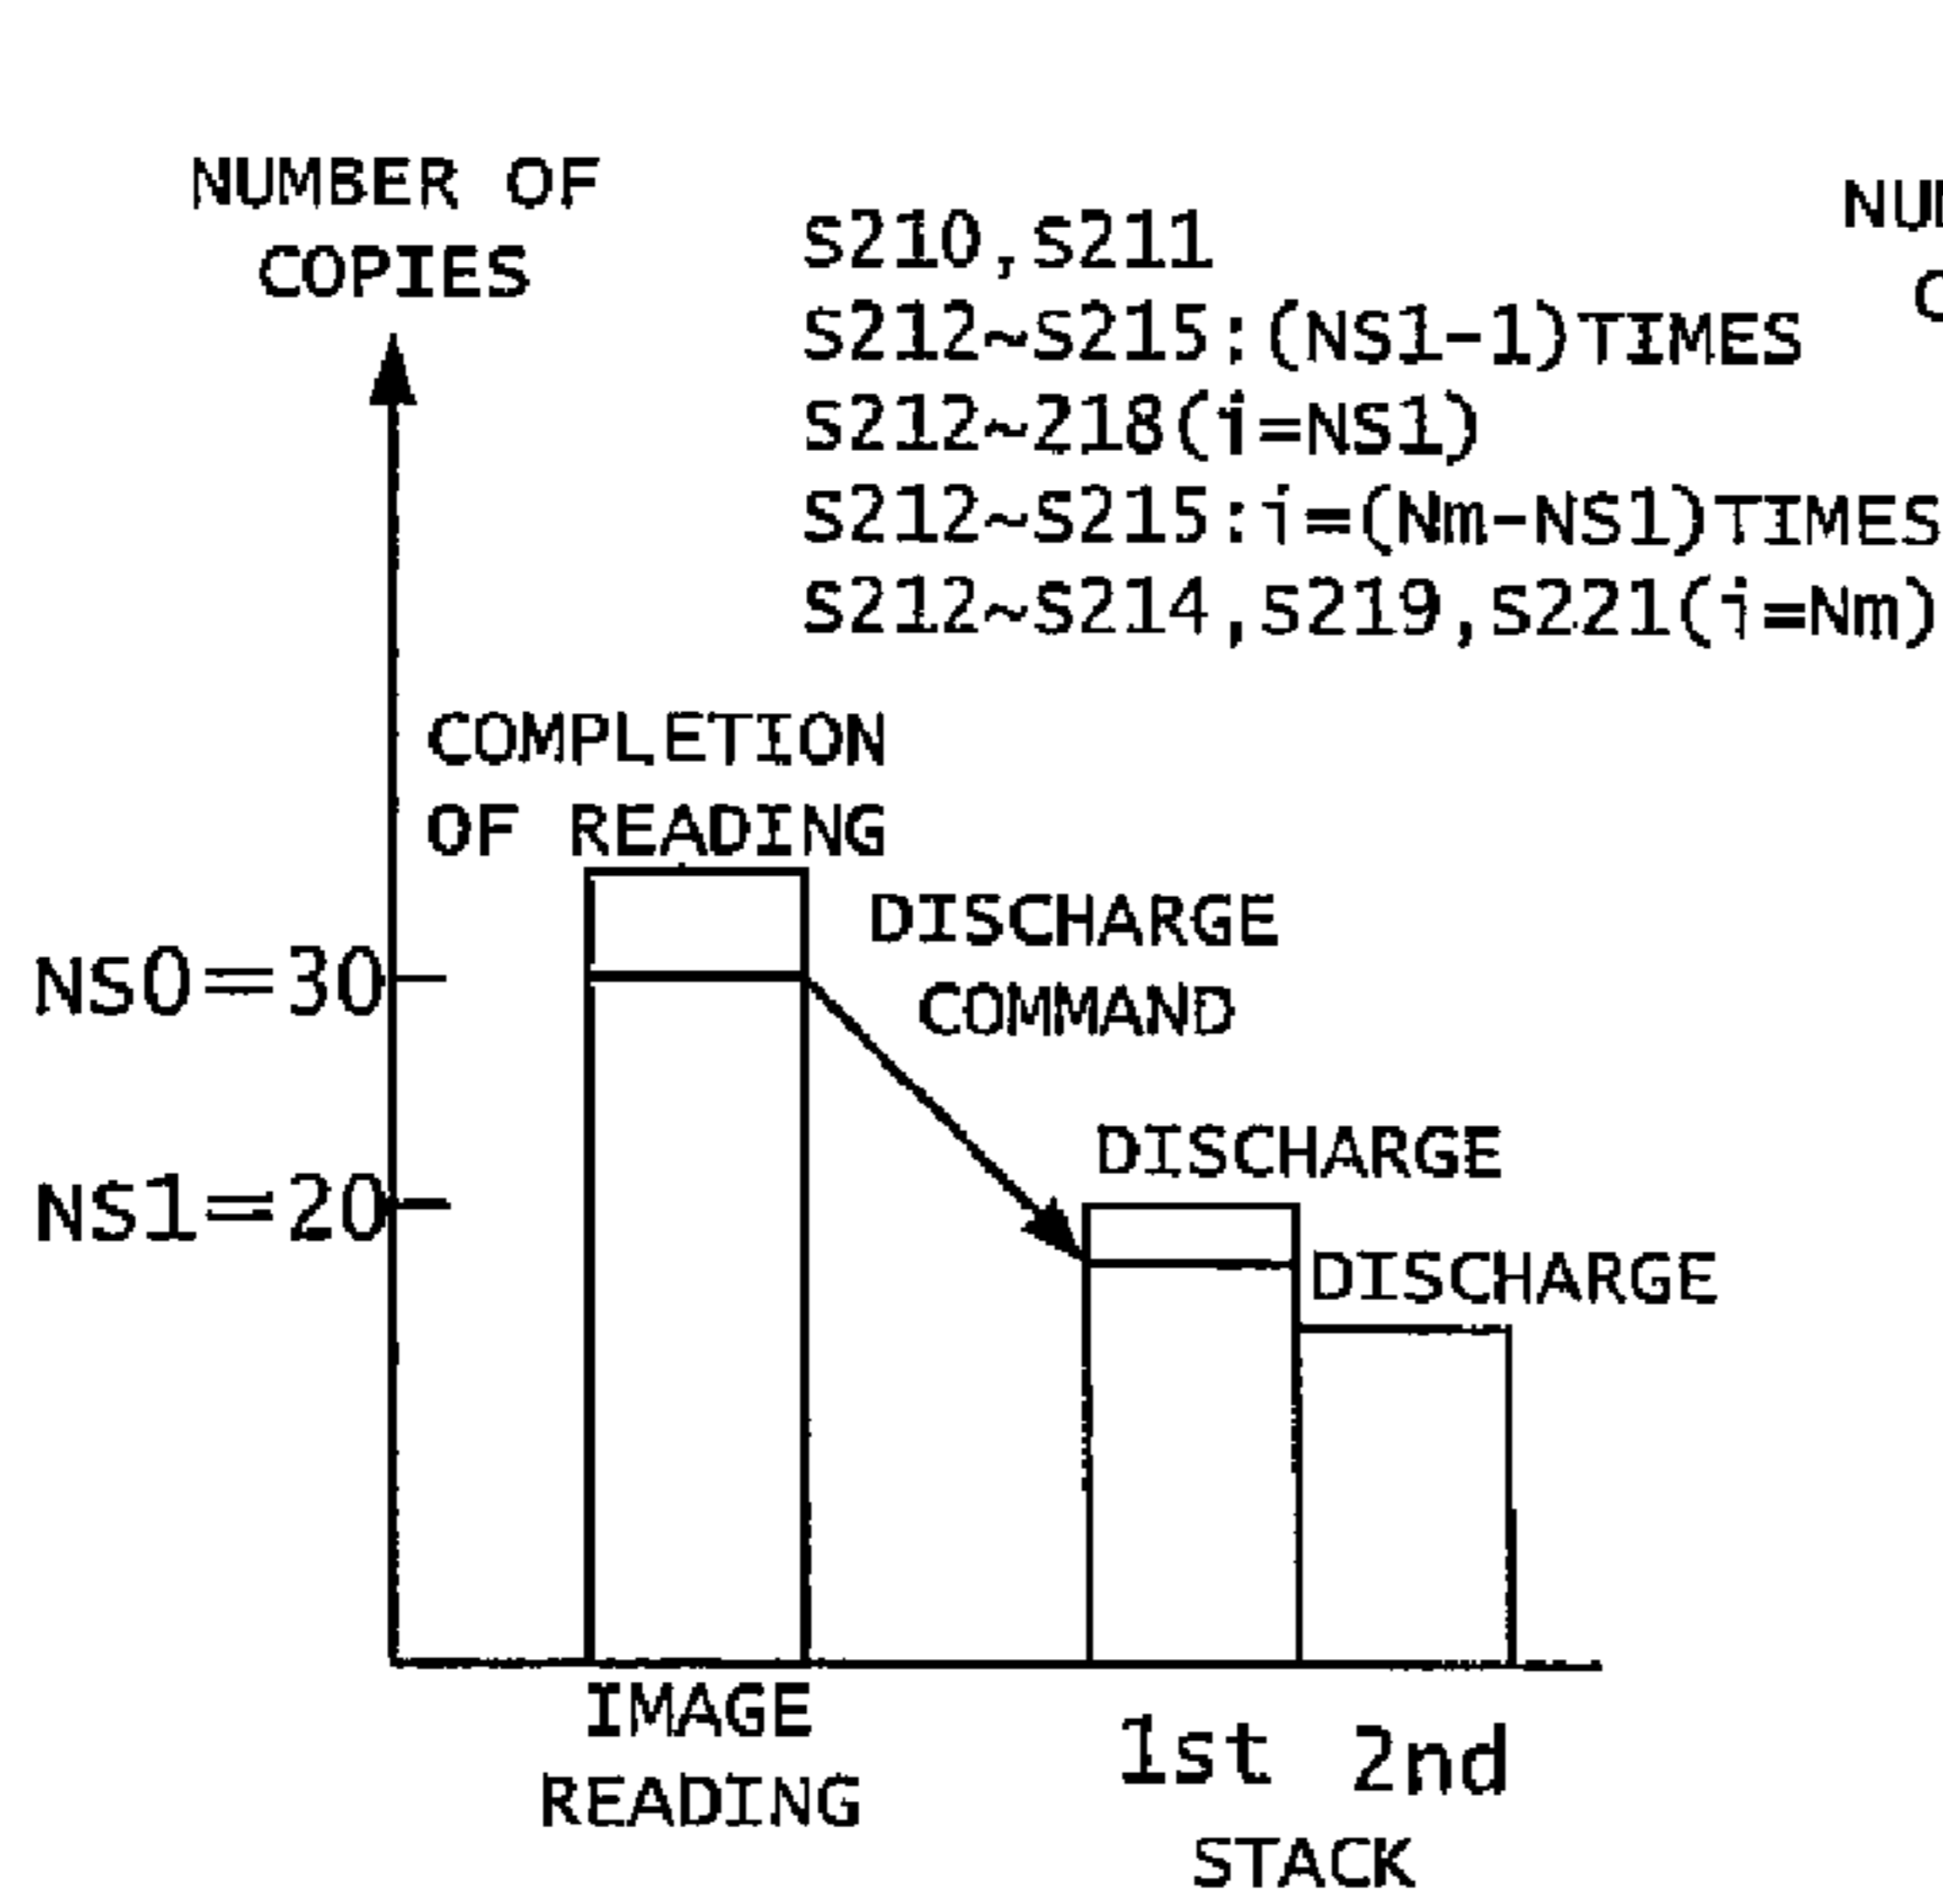 NUMBER OF
COPIES
S210,S211
S212~S215:(NS1-1)TIMES
S212~218(i=NS1)
S212~S215:i=(Nm-NS1)TIMES
S212~S214,S219,S221(i=Nm)
COMPLETION
OF READING
DISCHARGE
COMMAND
NS0=30
DISCHARGE
NS1=20
DISCHARGE
IMAGE
READING
1st 2nd
STACK